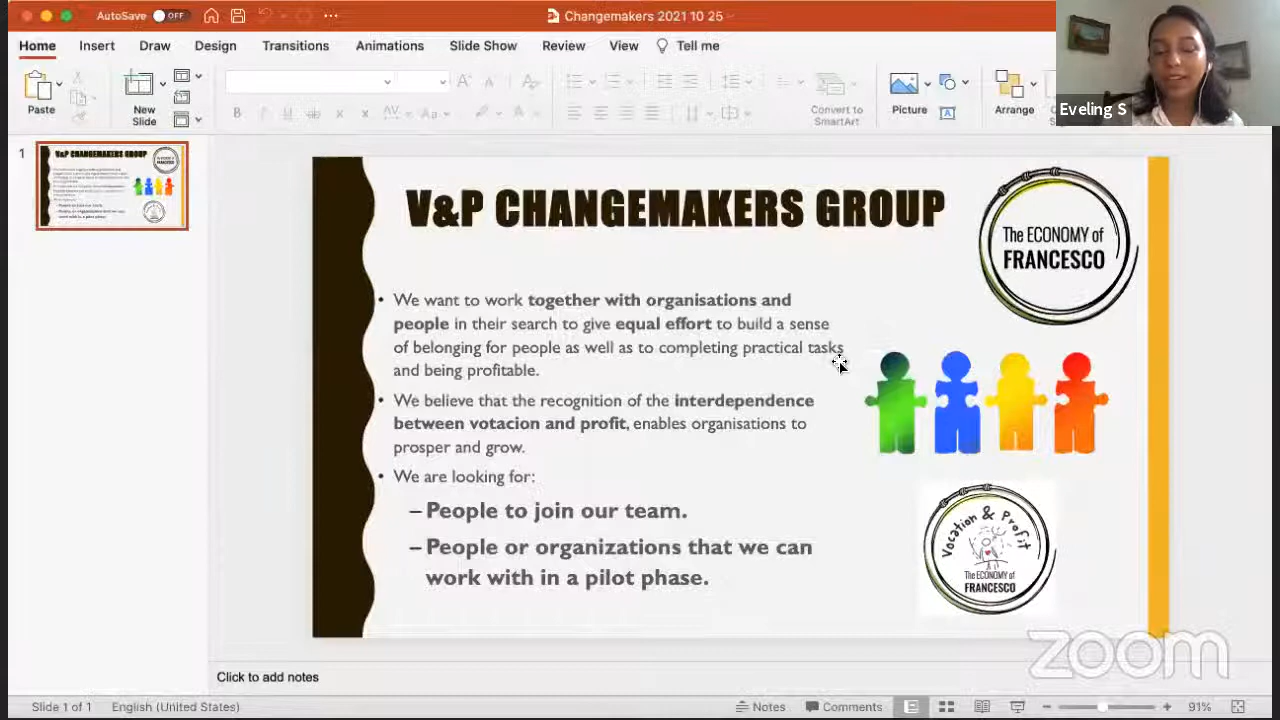 AutoSave OFF
Changemakers 2021 10 25
Home Insert Draw Design Transitions Animations Slide Show Review View Tell me
Paste
New
Slide
Convert to
SmartArt
Picture
Arrange
Eveling S
1
V&P CHANGEMAKERS GROUP
The ECONOMY of
FRANCESCO
• We want to work together with organisations and
people in their search to give equal effort to build a sense
of belonging for people as well as to completing practical tasks
and being profitable.
• We believe that the recognition of the interdependence
between votacion and profit, enables organisations to
prosper and grow.
• We are looking for:
– People to join our team.
– People or organizations that we can
work with in a pilot phase.
Vocation & Profit
The ECONOMY of
FRANCESCO
zoom
Click to add notes
Slide 1 of 1 English (United States) Notes Comments 91%